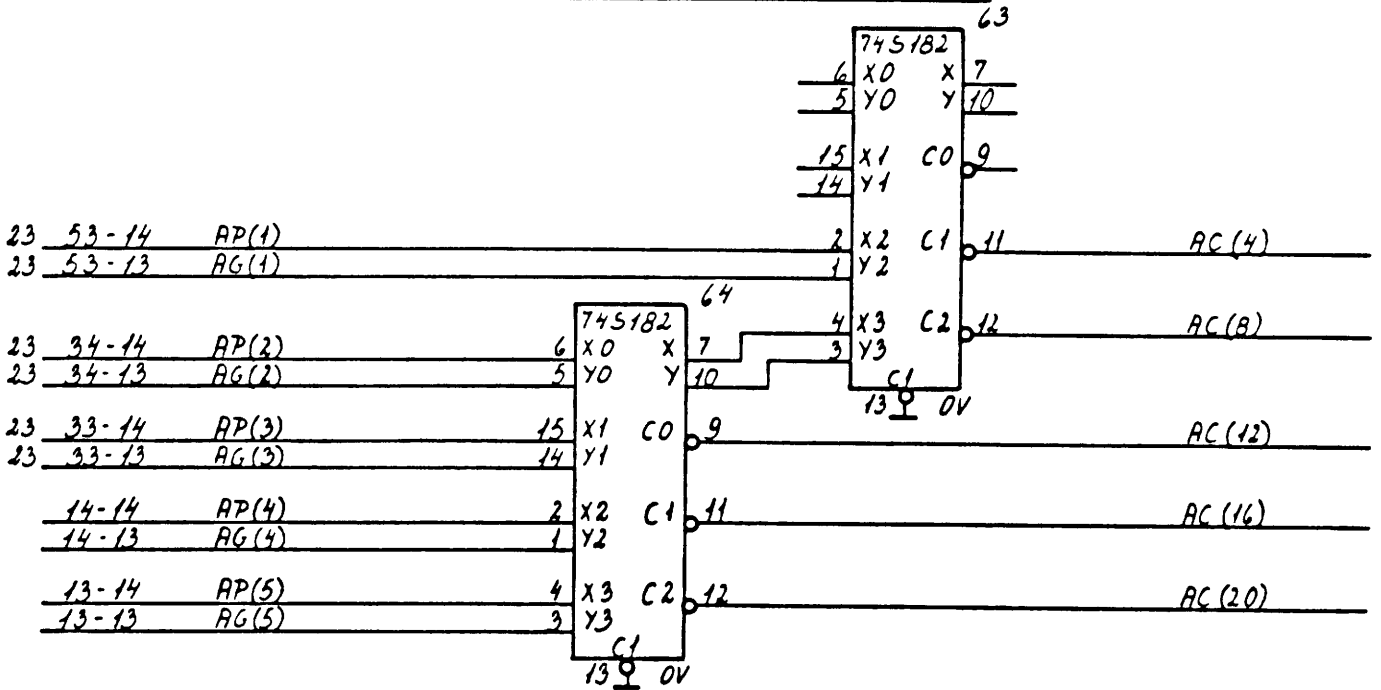 63
74S182
6 X0 X 7
5 Y0 Y 10
15 X1 C0 9
14 Y1
23 53-14 AP(1) 2 X2 C1 11 AC(4)
23 53-13 AG(1) 1 Y2
64
74S182
4 X3 C2 12 AC(8)
3 Y3
23 34-14 AP(2) 6 X0 X 7
23 34-13 AG(2) 5 Y0 Y 10
C1
13 0V
23 33-14 AP(3) 15 X1 C0 9 AC(12)
23 33-13 AG(3) 14 Y1
14-14 AP(4) 2 X2 C1 11 AC(16)
14-13 AG(4) 1 Y2
13-14 AP(5) 4 X3 C2 12 AC(20)
13-13 AG(5) 3 Y3
C1
13 0V